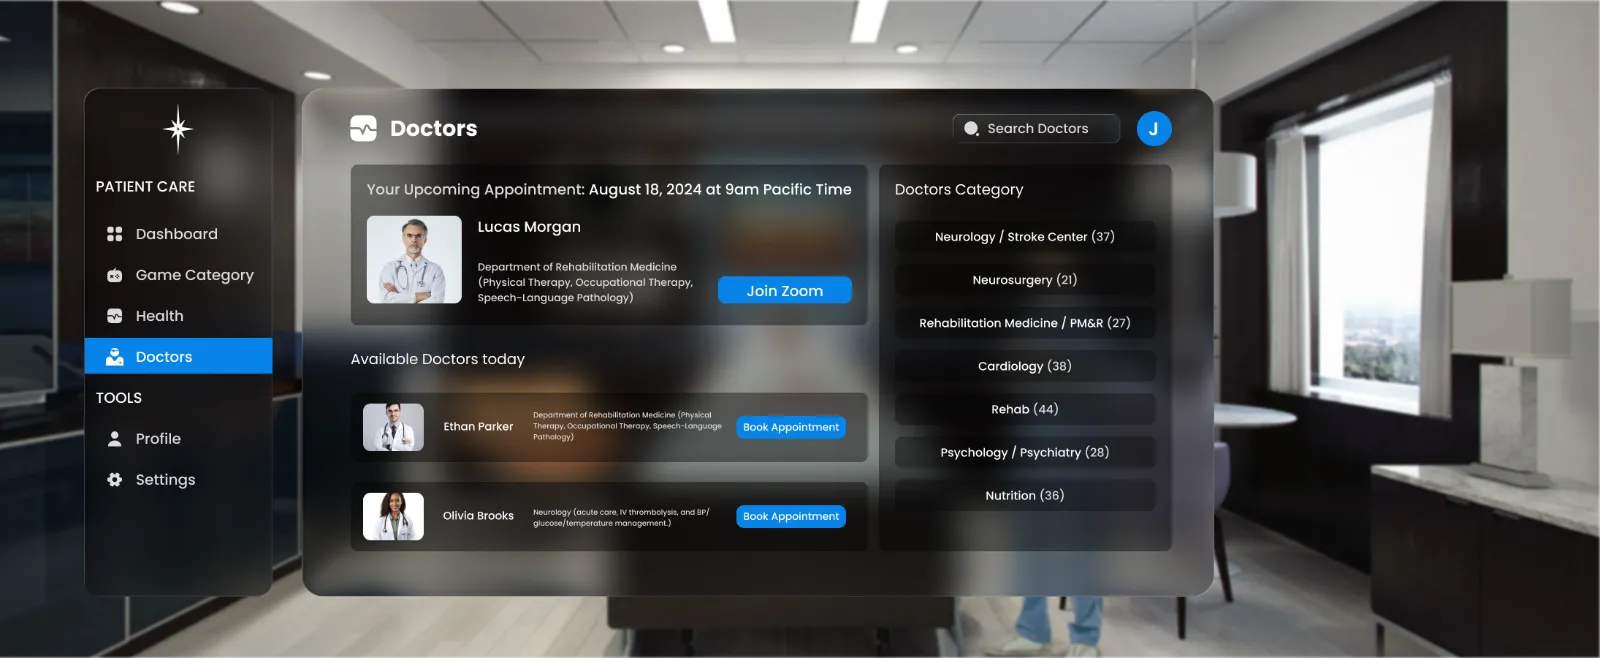 PATIENT CARE
Dashboard
Game Category
Health
Doctors
TOOLS
Profile
Settings
Doctors
Search Doctors
J
Your Upcoming Appointment: August 18, 2024 at 9am Pacific Time
Lucas Morgan
Department of Rehabilitation Medicine
(Physical Therapy, Occupational Therapy,
Speech-Language Pathology)
Join Zoom
Available Doctors today
Ethan Parker
Department of Rehabilitation Medicine (Physical
Therapy, Occupational Therapy, Speech-Language
Pathology)
Book Appointment
Olivia Brooks
Neurology (acute care, IV thrombolysis, and BP/
glucose/temperature management.)
Book Appointment
Doctors Category
Neurology / Stroke Center (37)
Neurosurgery (21)
Rehabilitation Medicine / PM&R (27)
Cardiology (38)
Rehab (44)
Psychology / Psychiatry (28)
Nutrition (36)